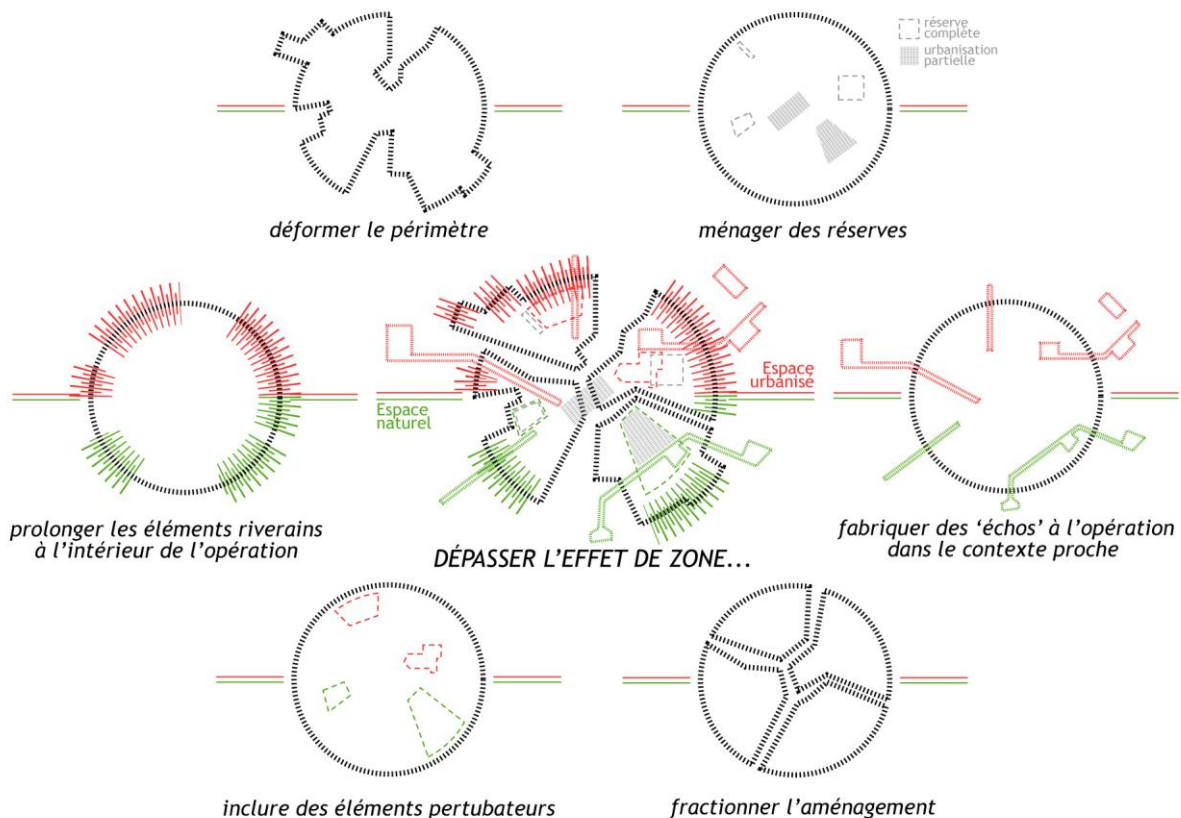 réserve
complète
urbanisation
partielle
déformer le périmètre
ménager des réserves
Espace
urbanise
Espace
naturel
prolonger les éléments riverains
à l'intérieur de l'opération
DÉPASSER L'EFFET DE ZONE...
fabriquer des 'échos' à l'opération
dans le contexte proche
inclure des éléments pertubateurs
fractionner l'aménagement